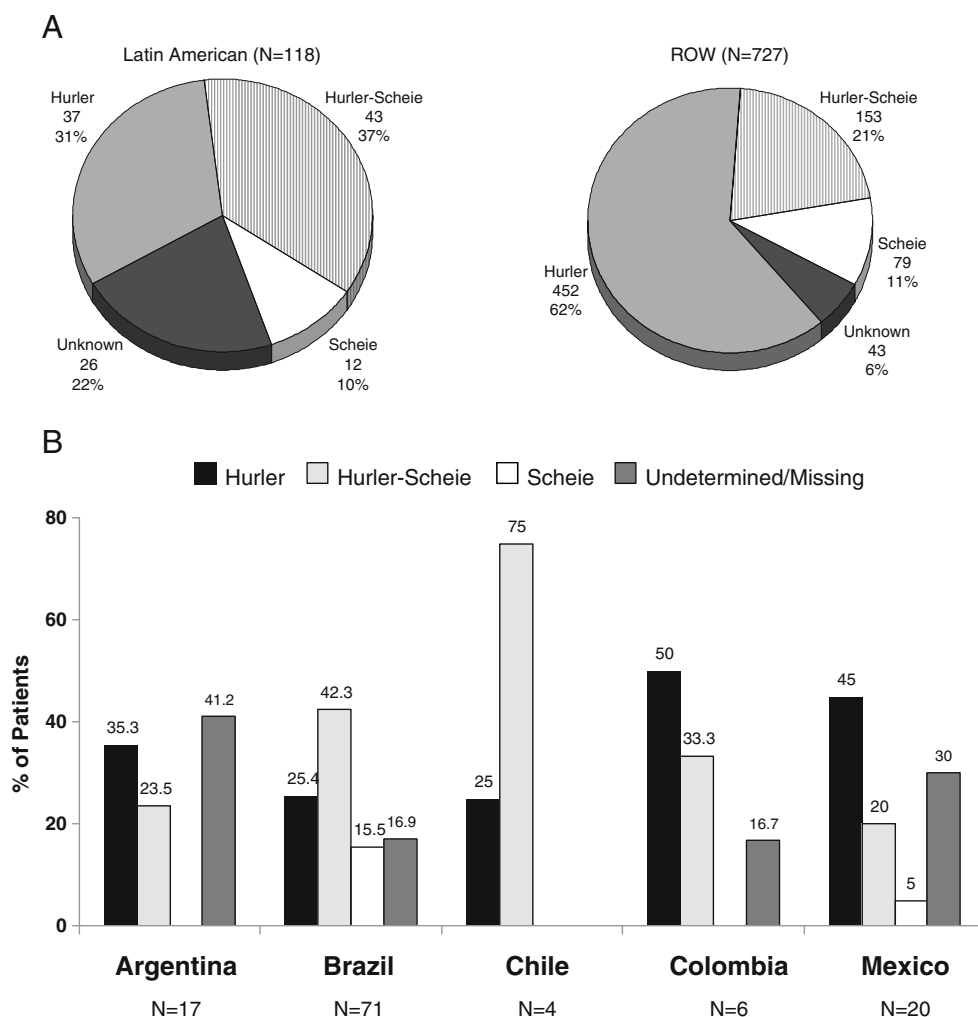 A
Latin American (N=118)
ROW (N=727)
Hurler
37
31%
Hurler-Scheie
43
37%
Unknown
26
22%
Scheie
12
10%
Hurler-Scheie
153
21%
Scheie
79
11%
Hurler
452
62%
Unknown
43
6%
B
Hurler
Hurler-Scheie
Scheie
Undetermined/Missing
% of Patients
80
60
40
20
0
35.3
23.5
41.2
25.4
42.3
15.5
16.9
25
75
50
33.3
16.7
45
20
5
30
Argentina
Brazil
Chile
Colombia
Mexico
N=17
N=71
N=4
N=6
N=20